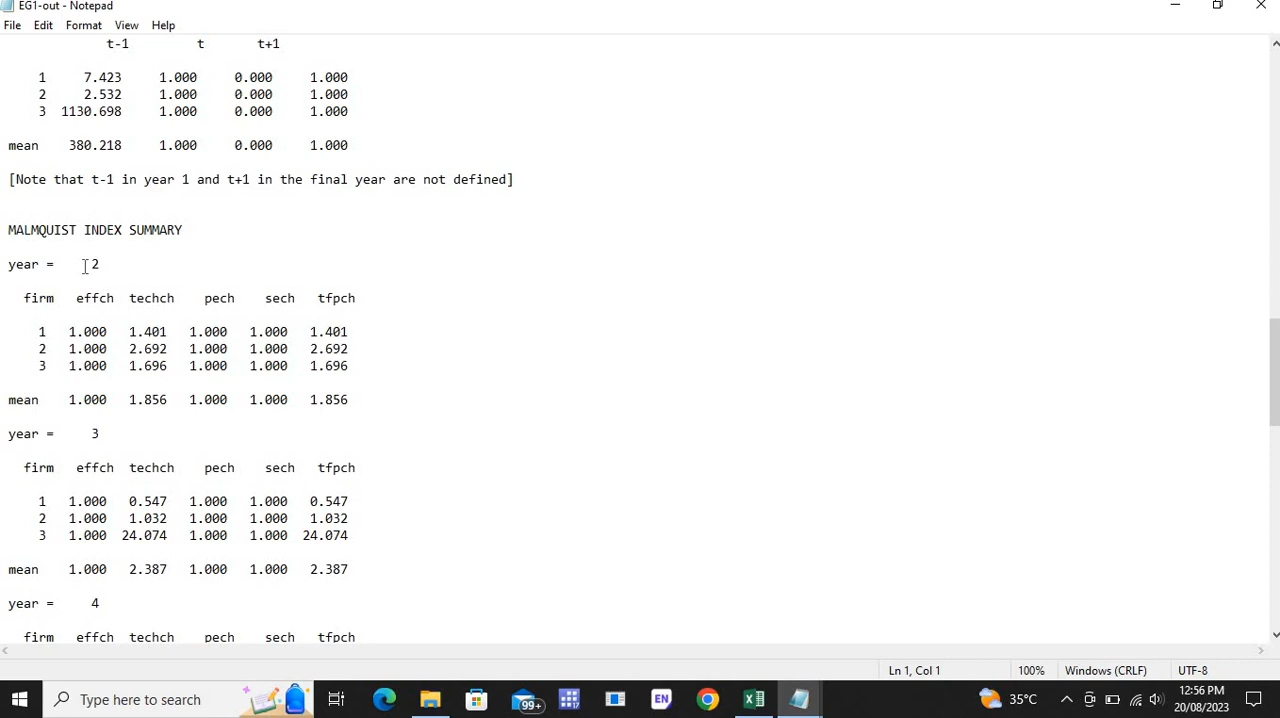 EG1-out - Notepad
File Edit Format View Help
t-1 t t+1
1 7.423 1.000 0.000 1.000
2 2.532 1.000 0.000 1.000
3 1130.698 1.000 0.000 1.000
mean 380.218 1.000 0.000 1.000
[Note that t-1 in year 1 and t+1 in the final year are not defined]
MALMQUIST INDEX SUMMARY
year = 2
firm effch techch pech sech tfpch
1 1.000 1.401 1.000 1.000 1.401
2 1.000 2.692 1.000 1.000 2.692
3 1.000 1.696 1.000 1.000 1.696
mean 1.000 1.856 1.000 1.000 1.856
year = 3
firm effch techch pech sech tfpch
1 1.000 0.547 1.000 1.000 0.547
2 1.000 1.032 1.000 1.000 1.032
3 1.000 24.074 1.000 1.000 24.074
mean 1.000 2.387 1.000 1.000 2.387
year = 4
firm effch techch pech sech tfpch
Ln 1, Col 1 100% Windows (CRLF) UTF-8
Type here to search 99+ 17 EN 35°C 12:56 PM
20/08/2023